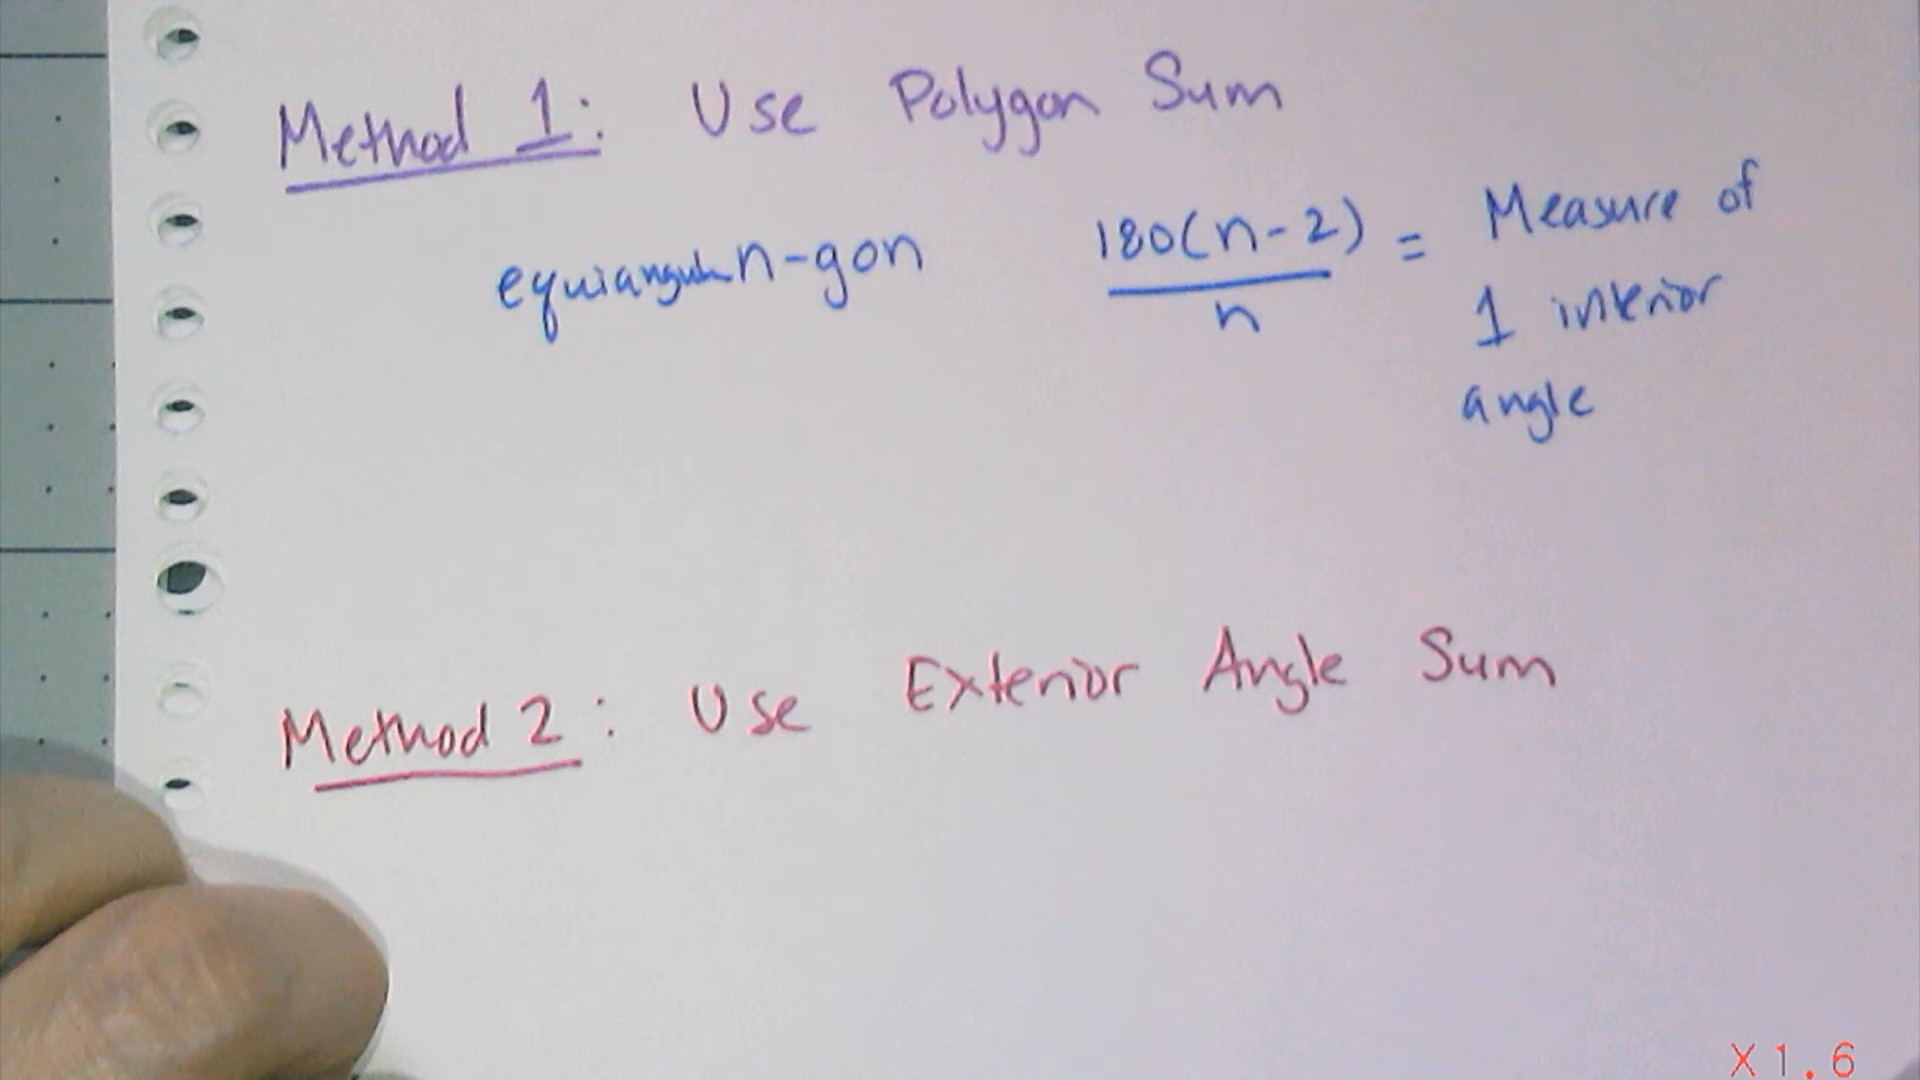 Method 1: Use Polygon Sum
equiangular n-gon
180(n-2) = Measure of
n
1 interior
angle
Method 2: Use Exterior Angle Sum
X1.6